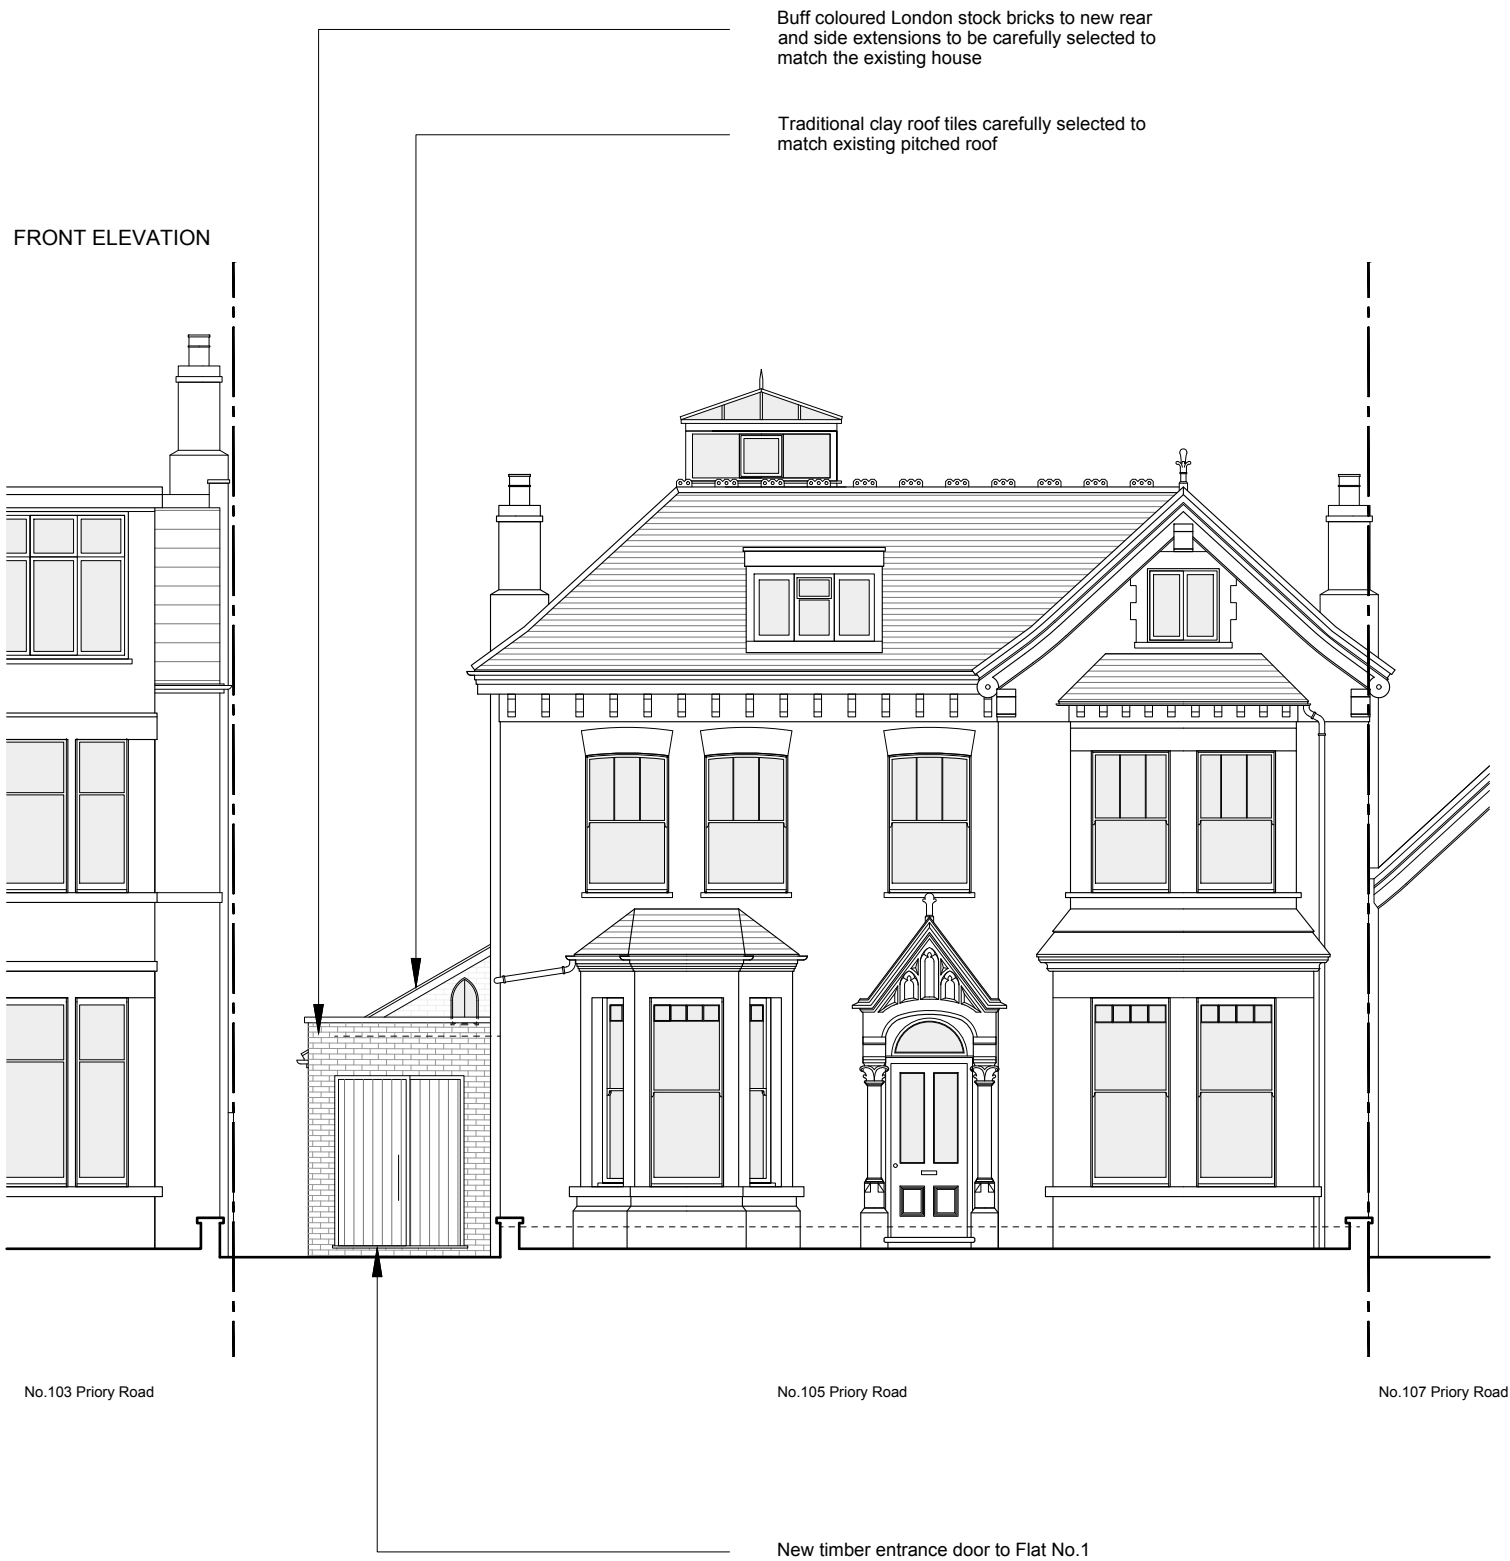 Buff coloured London stock bricks to new rear
and side extensions to be carefully selected to
match the existing house
Traditional clay roof tiles carefully selected to
match existing pitched roof
FRONT ELEVATION
No.103 Priory Road
No.105 Priory Road
No.107 Priory Road
New timber entrance door to Flat No.1